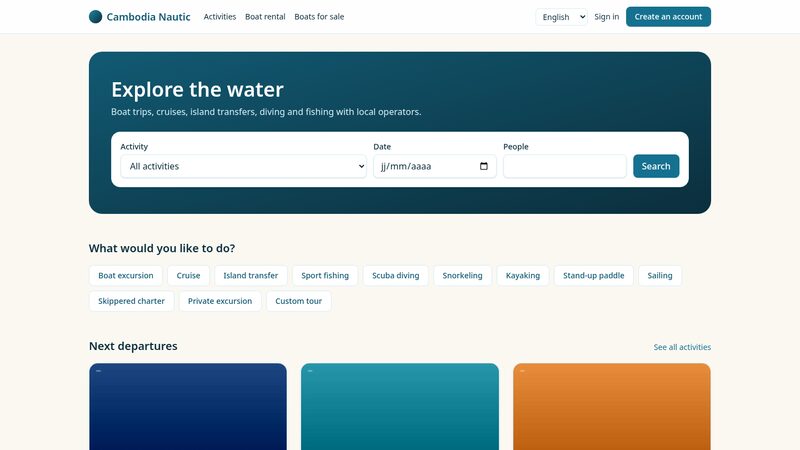 Cambodia Nautic Activities Boat rental Boats for sale English Sign in Create an account
Explore the water
Boat trips, cruises, island transfers, diving and fishing with local operators.
Activity Date People
All activities jj/mm/aaaa Search
What would you like to do?
Boat excursion Cruise Island transfer Sport fishing Scuba diving Snorkeling Kayaking Stand-up paddle Sailing
Skippered charter Private excursion Custom tour
Next departures See all activities